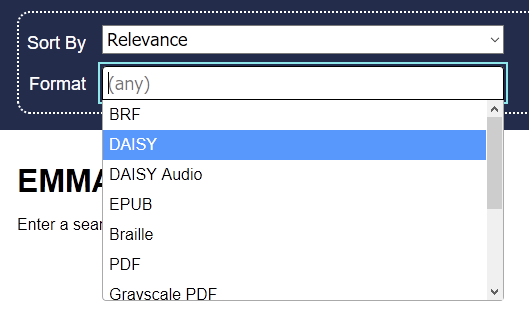 Sort By Relevance
Format (any)
BRF
DAISY
DAISY Audio
EPUB
Braille
PDF
Grayscale PDF
EMMA
Enter a sear